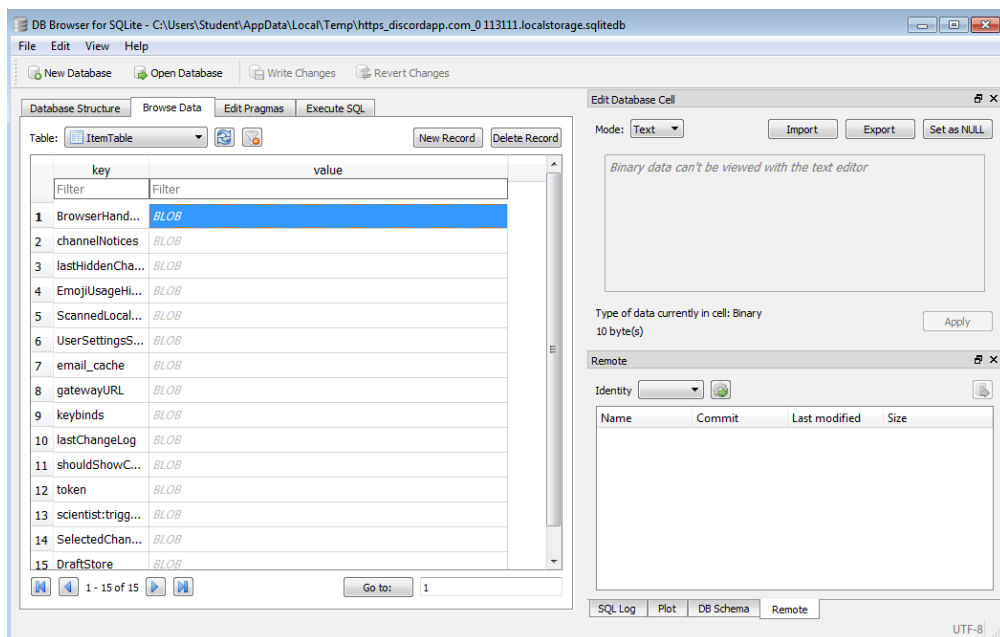 DB Browser for SQLite - C:\Users\Student\AppData\Local\Temp\https_discordapp.com_0 113111.localstorage.sqlitedb
File Edit View Help
New Database Open Database Write Changes Revert Changes
Database Structure Browse Data Edit Pragmas Execute SQL
Table: ItemTable New Record Delete Record
key value
Filter Filter
1 BrowserHand... BLOB
2 channelNotices BLOB
3 lastHiddenCha... BLOB
4 EmojiUsageHi... BLOB
5 ScannedLocal... BLOB
6 UserSettingsS... BLOB
7 email_cache BLOB
8 gatewayURL BLOB
9 keybinds BLOB
10 lastChangeLog BLOB
11 shouldShowC... BLOB
12 token BLOB
13 scientist:trigg... BLOB
14 SelectedChan... BLOB
15 DraftStore BLOB
1 - 15 of 15 Go to: 1
Edit Database Cell
Mode: Text Import Export Set as NULL
Binary data can't be viewed with the text editor
Type of data currently in cell: Binary
10 byte(s)
Apply
Remote
Identity
Name Commit Last modified Size
SQL Log Plot DB Schema Remote
UTF-8